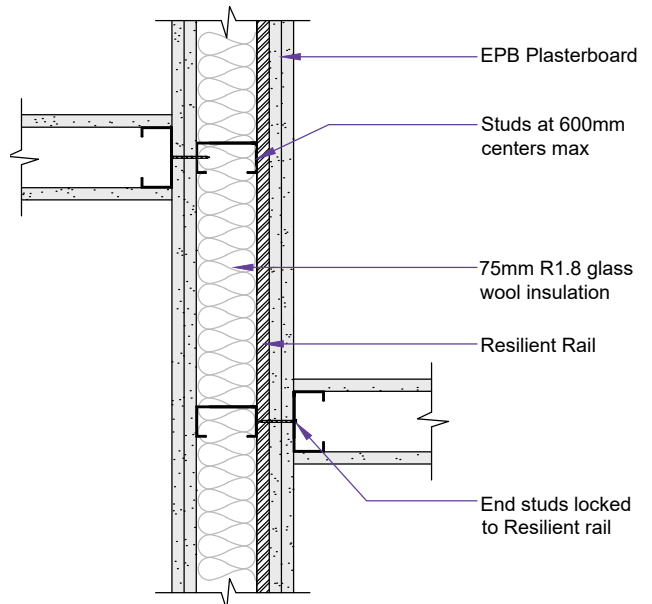 EPB Plasterboard
Studs at 600mm
centers max
75mm R1.8 glass
wool insulation
Resilient Rail
End studs locked
to Resilient rail